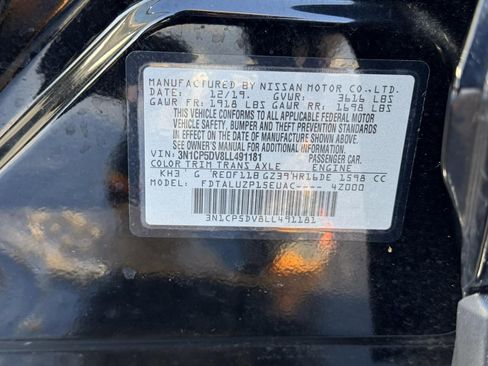 MANUFACTURED BY NISSAN MOTOR CO.,LTD.
DATE: 12/19. GVWR: 3616 LBS
GAWR FR: 1918 LBS GAWR RR: 1698 LBS
THIS VEHICLE CONFORMS TO ALL APPLICABLE FEDERAL MOTOR
VEHICLE SAFETY, BUMPER AND THEFT PREVENTION STANDARDS
IN EFFECT ON THE DATE OF MANUFACTURE SHOWN ABOVE.
SEE OWNER'S MANUAL FOR ADDITIONAL INFORMATION.
VIN: 3N1CP5DV8LL491181 PASSENGER CAR.
COLOR TRIM TRANS AXLE ENGINE
KH3 G RE0F11B GZ39 HR16DE 1598 CC
FDTALUZP15EUAC---- 4Z000
3N1CP5DV8LL491181